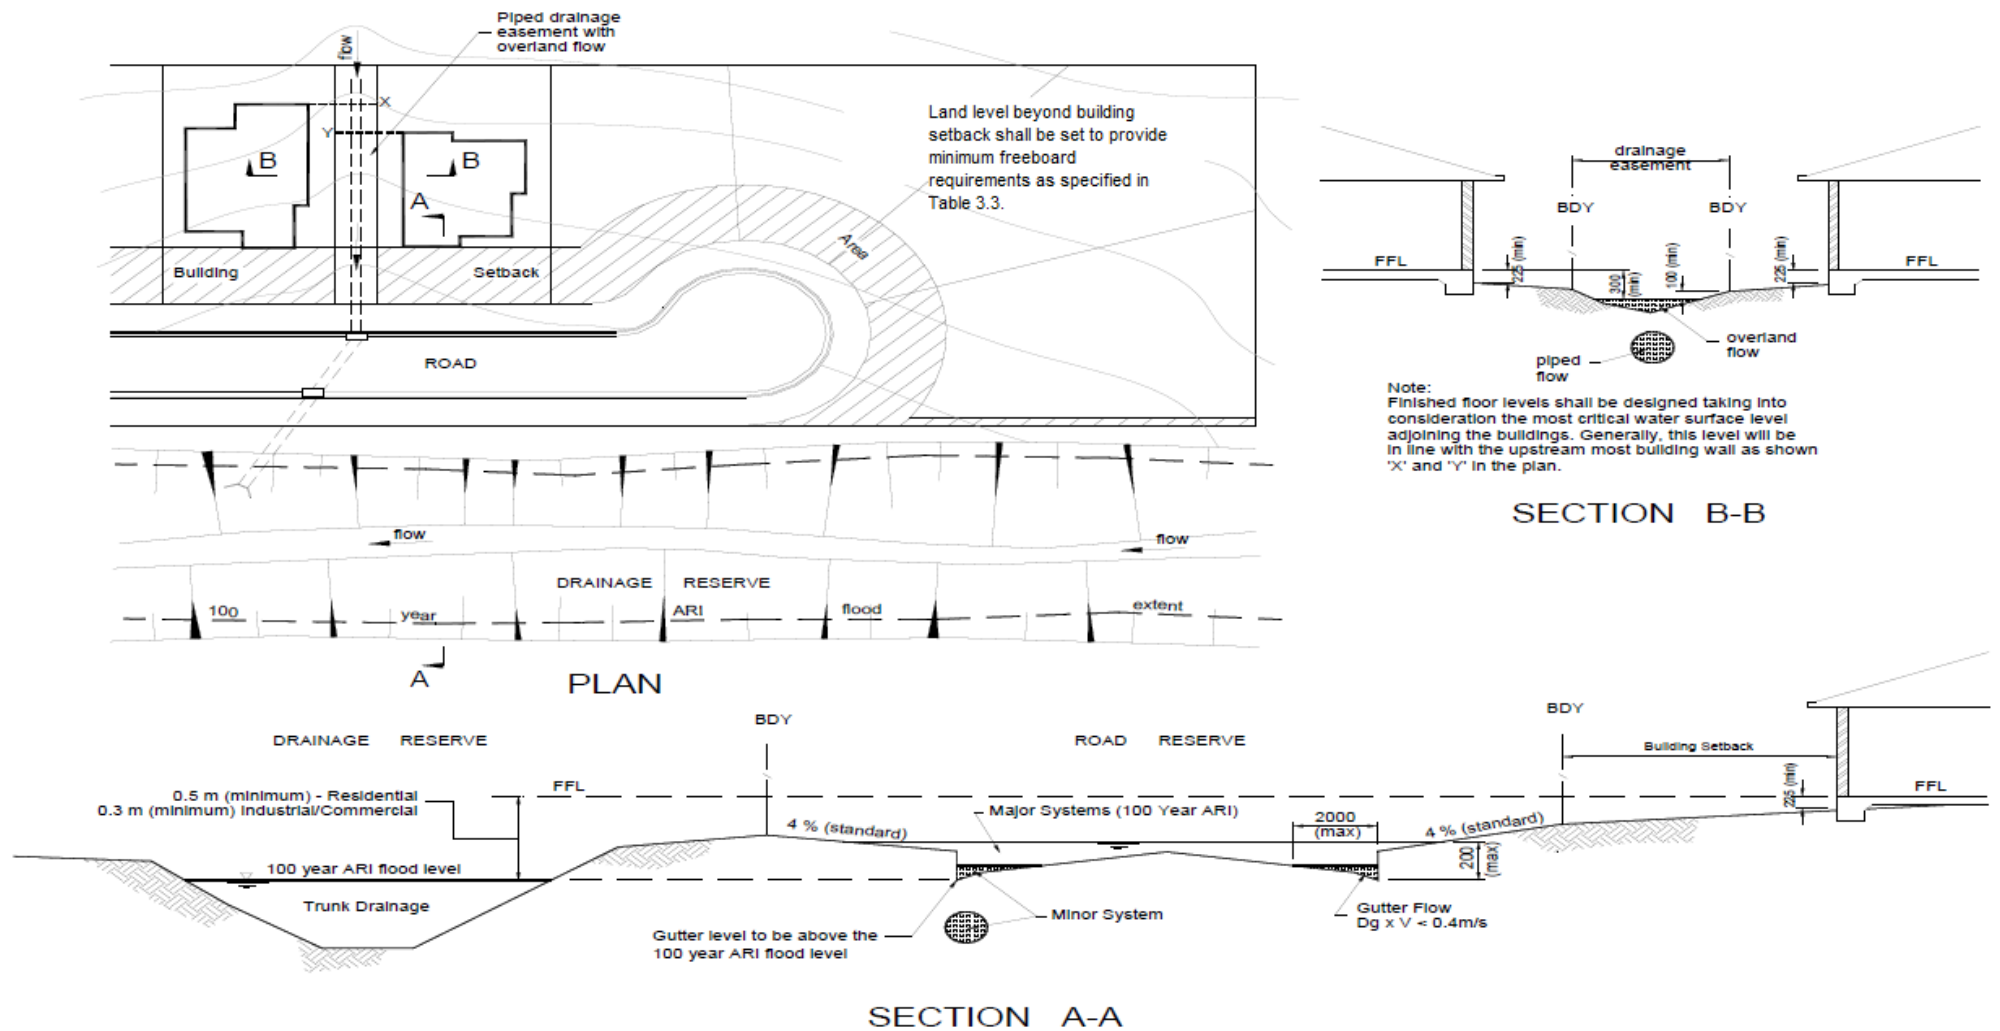 Piped drainage
easement with
overland flow
flow
X
Y
B
B
A
Building
Setback
Area
Land level beyond building
setback shall be set to provide
minimum freeboard
requirements as specified in
Table 3.3.
ROAD
flow
flow
DRAINAGE RESERVE
100 year ARI flood extent
A
PLAN
drainage
easement
BDY
BDY
FFL
225 (min)
300
(min)
100 (min)
225 (min)
FFL
overland
flow
piped
flow
Note:
Finished floor levels shall be designed taking into
consideration the most critical water surface level
adjoining the buildings. Generally, this level will be
in line with the upstream most building wall as shown
'X' and 'Y' in the plan.
SECTION B-B
DRAINAGE RESERVE
BDY
ROAD RESERVE
BDY
Building Setback
0.5 m (minimum) - Residential
0.3 m (minimum) Industrial/Commercial
FFL
225 (min)
FFL
4 % (standard)
Major Systems (100 Year ARI)
2000
(max)
4 % (standard)
200
(max)
100 year ARI flood level
Trunk Drainage
Gutter level to be above the
100 year ARI flood level
Minor System
Gutter Flow
Dg x V < 0.4m/s
SECTION A-A